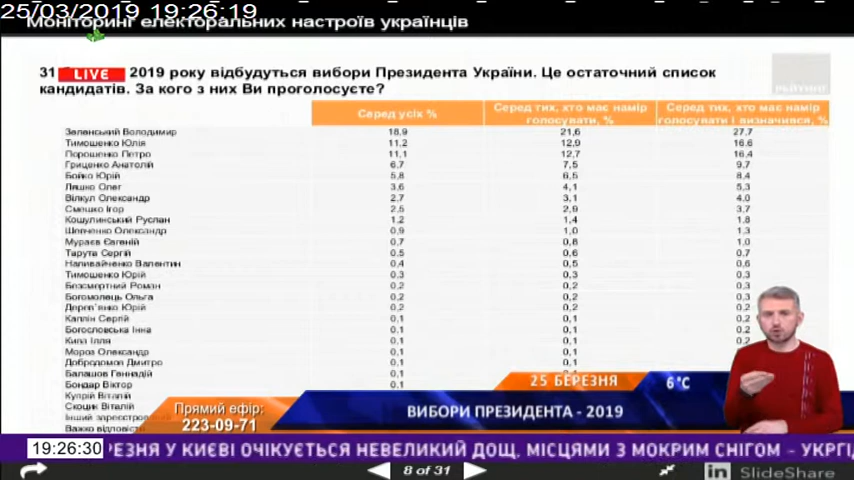 25/03/2019 19:26:19
Моніторинг електоральних настроїв українців
31 LIVE 2019 року відбудуться вибори Президента України. Це остаточний список
кандидатів. За кого з них Ви проголосуєте?
РЕЙТИНГ
Серед усіх % Серед тих, хто має намір голосувати, % Серед тих, хто має намір голосувати і визначився, %
Зеленський Володимир 18,9 21,6 27.7
Тимошенко Юлія 11,2 12,9 16.6
Порошенко Петро 11,1 12,7 16,4
Гриценко Анатолій 6.7 7,5 9,7
Бойко Юрій 5,8 6,5 8,4
Ляшко Олег 3,6 4,1 5,3
Вілкул Олександр 2,7 3,1 4,0
Смешко Ігор 2,5 2,9 3,7
Кошулинський Руслан 1,2 1,4 1,8
Шевченко Олександр 0,9 1,0 1,3
Мураєв Євгеній 0,7 0,8 1,0
Тарута Сергій 0,5 0,6 0,7
Наливайченко Валентин 0,4 0,5 0,6
Тимошенко Юрій 0,3 0,3 0,3
Безсмертний Роман 0,2 0,2 0,3
Богомолець Ольга 0,2 0,2 0,3
Дерев'янко Юрій 0,2 0,2 0,2
Каплін Сергій 0,1 0,1 0,2
Богословська Інна 0,1 0,1 0,2
Кива Ілля 0,1 0,1 0,2
Мороз Олександр 0,1 0,1
Добродомов Дмитро 0,1 0,1
Балашов Геннадій 0,1 0,1
Бондар Віктор 0,1
Купрій Віталій
Скоцик Віталій
Інший зареєстрований
Важко відповісти
25 БЕРЕЗНЯ 6°C
Прямий ефір:
223-09-71
ВИБОРИ ПРЕЗИДЕНТА - 2019
19:26:30 РЕЗНЯ У КИЄВІ ОЧІКУЄТЬСЯ НЕВЕЛИКИЙ ДОЩ, МІСЦЯМИ З МОКРИМ СНІГОМ – УКРГІД
8 of 31 in SlideShare